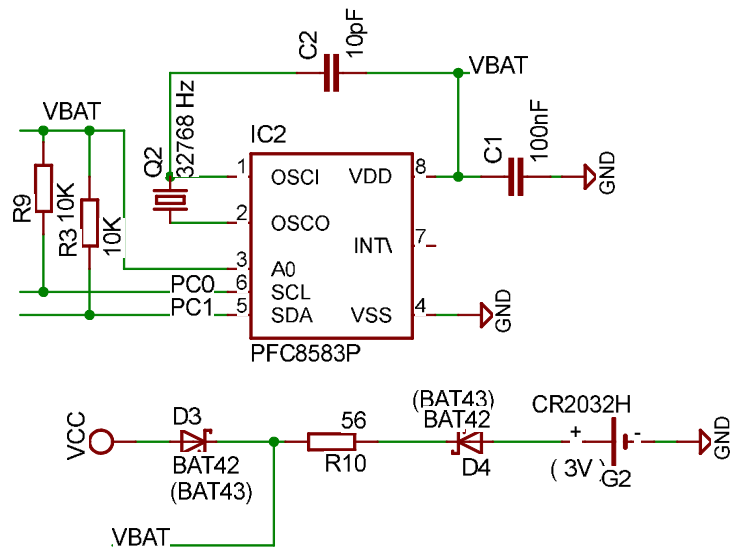 C2
10pF
VBAT
VBAT
Q2
32768 Hz
IC2
C1
100nF
GND
1
OSCI
VDD
8
R9
10K
R3
10K
2
OSCO
INT\
7
3
A0
PC0
6
SCL
PC1
5
SDA
VSS
4
GND
PFC8583P
VCC
D3
BAT42
(BAT43)
56
R10
(BAT43)
BAT42
D4
CR2032H
+
-
( 3V )
G2
GND
VBAT